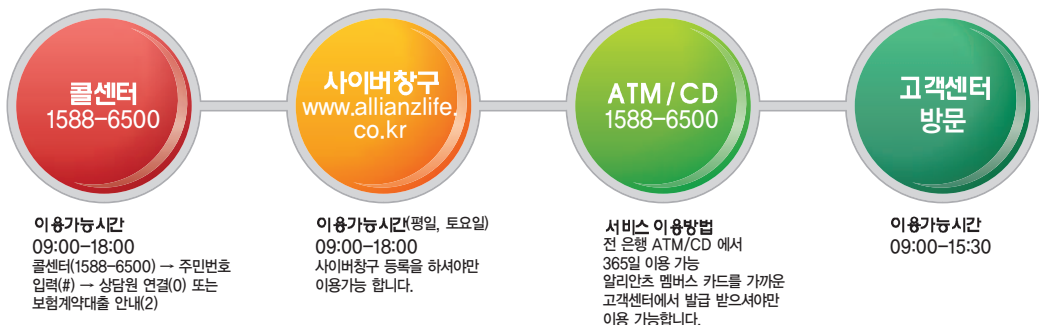 콜센터
1588-6500
이용가능시간
09:00-18:00
콜센터(1588-6500) → 주민번호
입력(#) → 상담원 연결(0) 또는
보험계약대출 안내(2)
사이버창구
www.allianzlife.
co.kr
이용가능시간(평일, 토요일)
09:00-18:00
사이버창구 등록을 하셔야만
이용가능 합니다.
ATM/CD
1588-6500
서비스 이용방법
전 은행 ATM/CD 에서
365일 이용 가능
알리안츠 멤버스 카드를 가까운
고객센터에서 발급 받으셔야만
이용 가능합니다.
고객센터
방문
이용가능시간
09:00-15:30